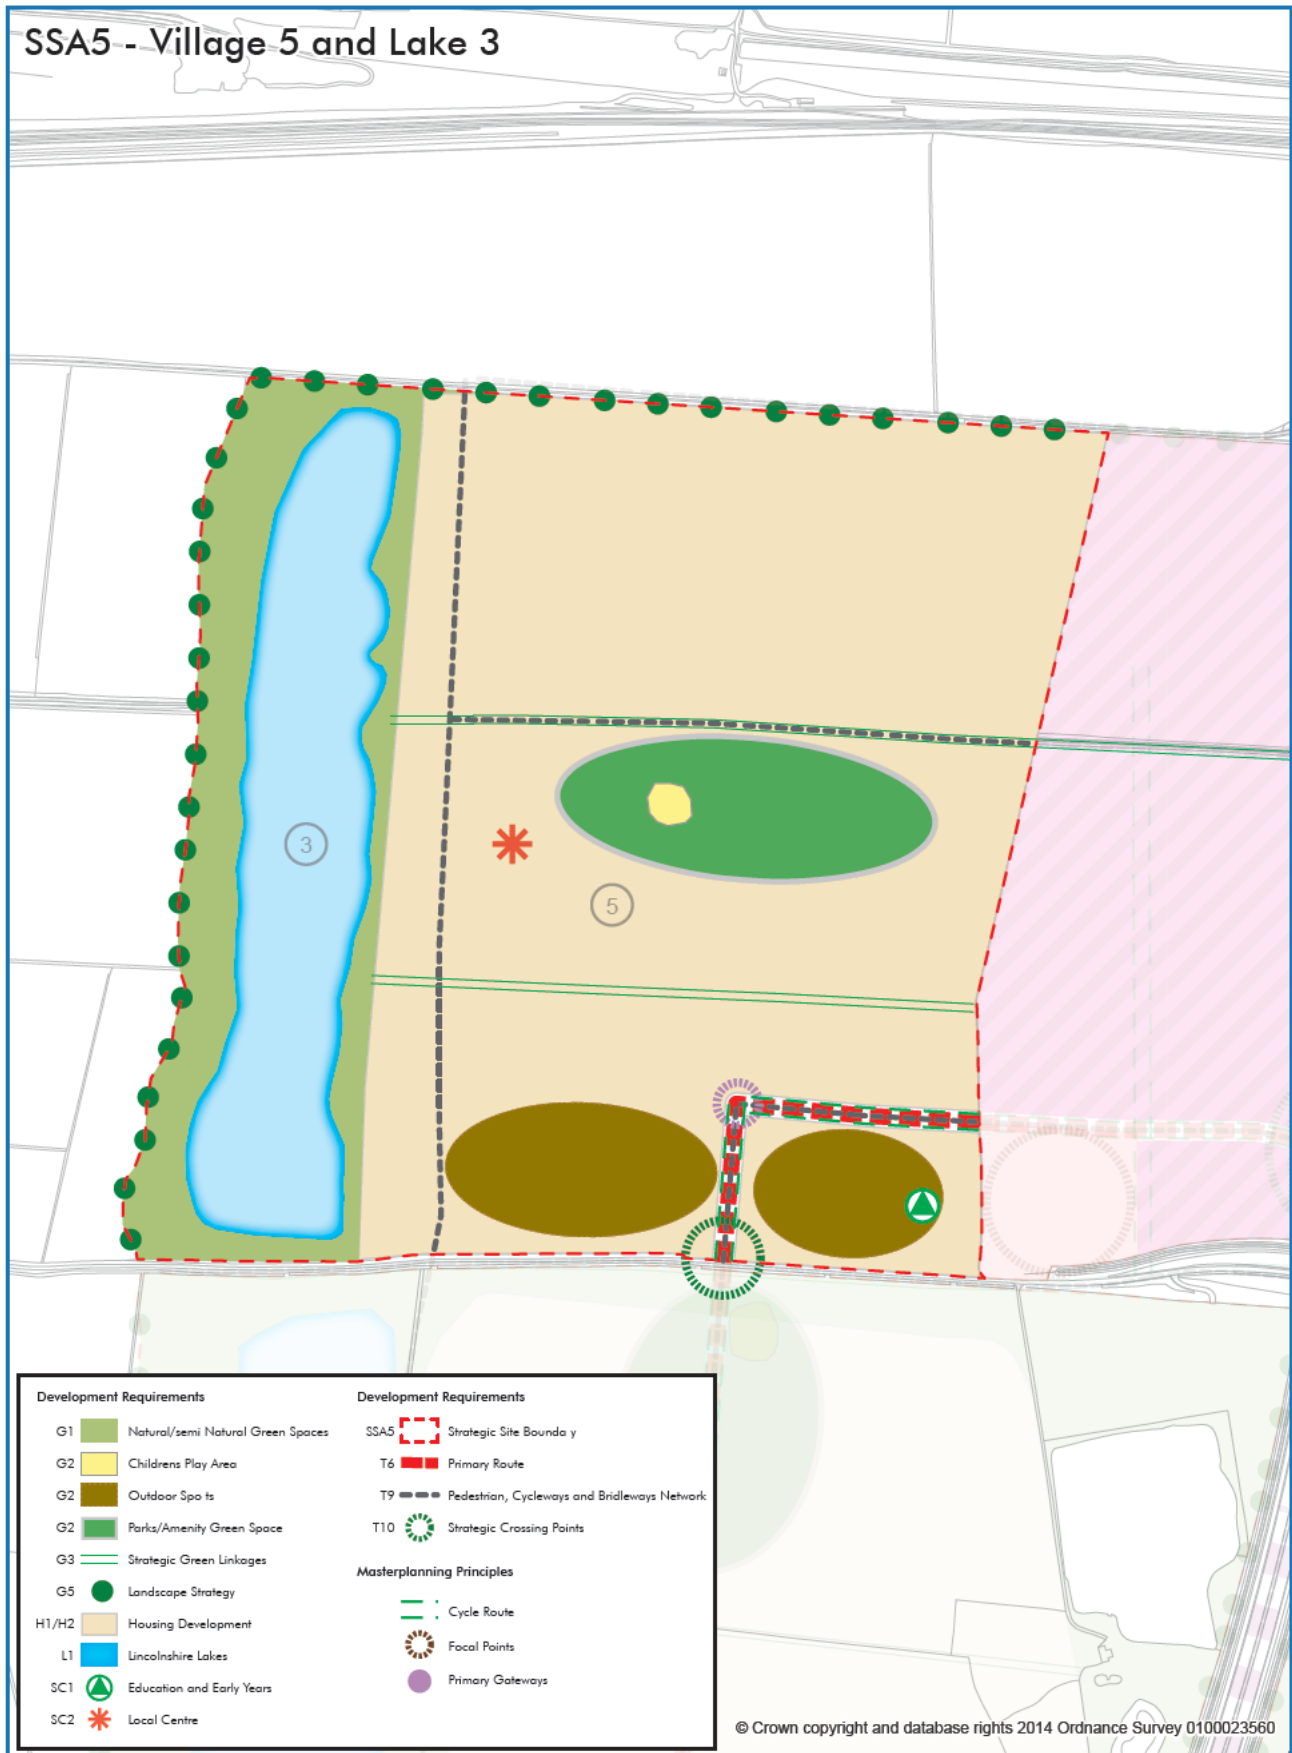 SSA5 - Village 5 and Lake 3
3
5
Development Requirements
G1 Natural/semi Natural Green Spaces
G2 Childrens Play Area
G2 Outdoor Spo ts
G2 Parks/Amenity Green Space
G3 Strategic Green Linkages
G5 Landscape Strategy
H1/H2 Housing Development
L1 Lincolnshire Lakes
SC1 Education and Early Years
SC2 Local Centre
Development Requirements
SSA5 Strategic Site Bounda y
T6 Primary Route
T9 Pedestrian, Cycleways and Bridleways Network
T10 Strategic Crossing Points
Masterplanning Principles
Cycle Route
Focal Points
Primary Gateways
© Crown copyright and database rights 2014 Ordnance Survey 0100023560